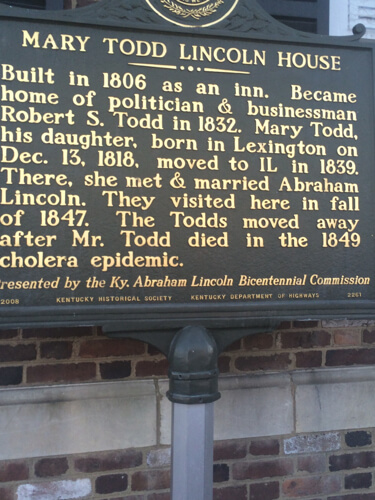 MARY TODD LINCOLN HOUSE
Built in 1806 as an inn. Became
home of politician & businessman
Robert S. Todd in 1832. Mary Todd,
his daughter, born in Lexington on
Dec. 13, 1818, moved to IL in 1839.
There, she met & married Abraham
Lincoln. They visited here in fall
of 1847. The Todds moved away
after Mr. Todd died in the 1849
cholera epidemic.
resented by the Ky. Abraham Lincoln Bicentennial Commission
2008 KENTUCKY HISTORICAL SOCIETY KENTUCKY DEPARTMENT OF HIGHWAYS 2261